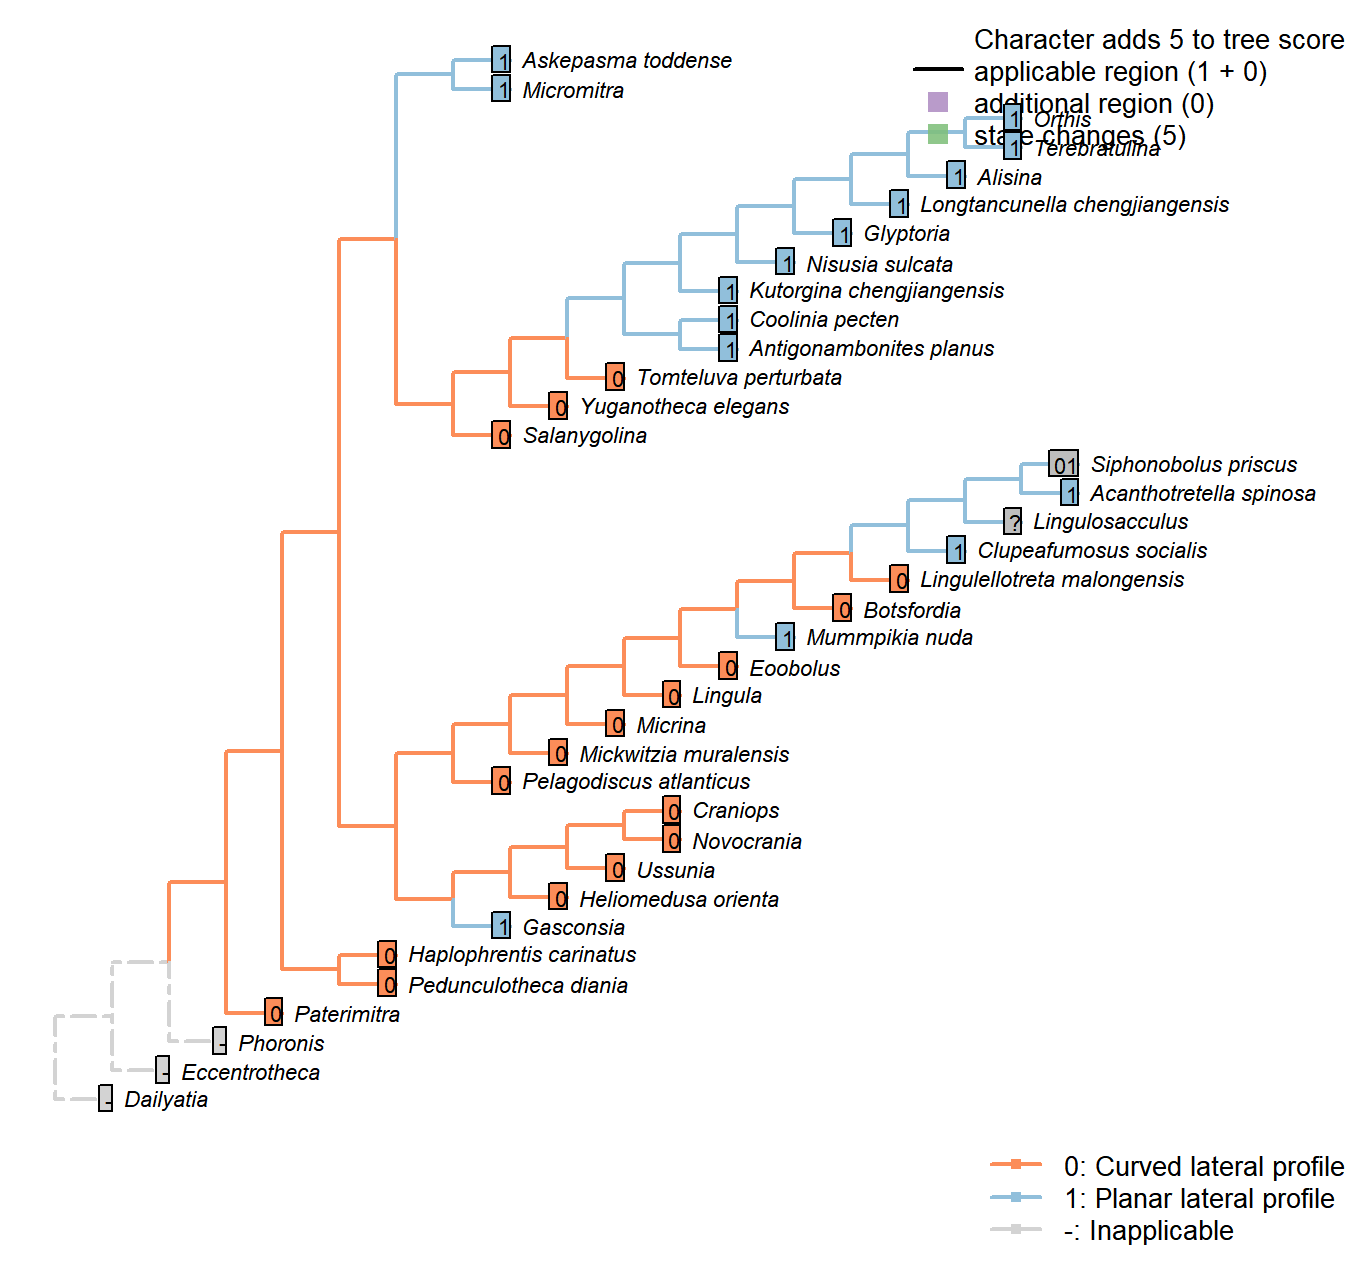 Character adds 5 to tree score
applicable region (1 + 0)
additional region (0)
state changes (5)
1 Askepasma toddense
1 Micromitra
1 Orthis
1 Terebratulina
1 Alisina
1 Longtancunella chengjiangensis
1 Glyptoria
1 Nisusia sulcata
1 Kutorgina chengjiangensis
1 Coolinia pecten
1 Antigonambonites planus
0 Tomteluva perturbata
0 Yuganotheca elegans
0 Salanygolina
01 Siphonobolus priscus
1 Acanthotretella spinosa
? Lingulosacculus
1 Clupeafumosus socialis
0 Lingulellotreta malongensis
0 Botsfordia
1 Mummpikia nuda
0 Eoobolus
0 Lingula
0 Micrina
0 Mickwitzia muralensis
0 Pelagodiscus atlanticus
0 Craniops
0 Novocrania
0 Ussunia
0 Heliomedusa orienta
1 Gasconsia
0 Haplophrentis carinatus
0 Pedunculotheca diania
0 Paterimitra
- Phoronis
- Eccentrotheca
- Dailyatia
0: Curved lateral profile
1: Planar lateral profile
-: Inapplicable